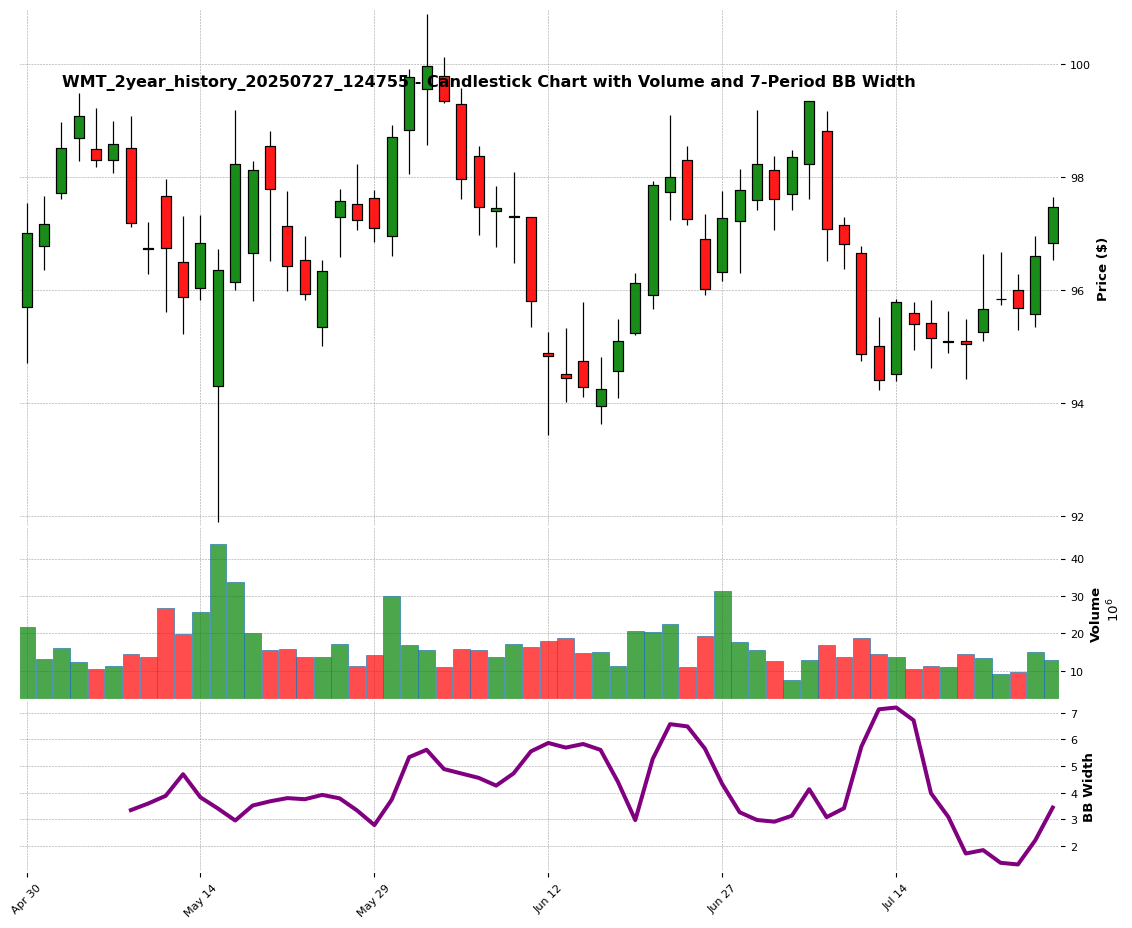 WMT_2year_history_20250727_124755 - Candlestick Chart with Volume and 7-Period BB Width
100
98
96
94
92
Price ($)
40
30
20
10
Volume
10^6
7
6
5
4
3
2
BB Width
Apr 30
May 14
May 29
Jun 12
Jun 27
Jul 14